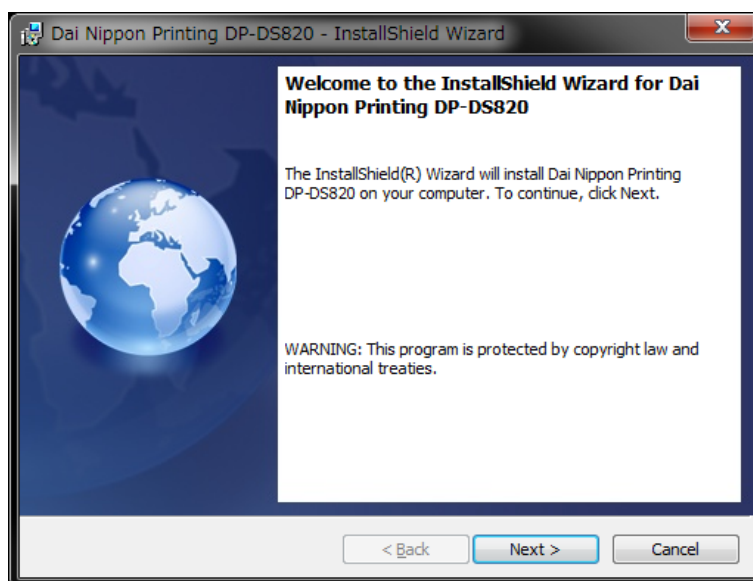 Dai Nippon Printing DP-DS820 - InstallShield Wizard
Welcome to the InstallShield Wizard for Dai
Nippon Printing DP-DS820
The InstallShield(R) Wizard will install Dai Nippon Printing
DP-DS820 on your computer. To continue, click Next.
WARNING: This program is protected by copyright law and
international treaties.
< Back Next > Cancel